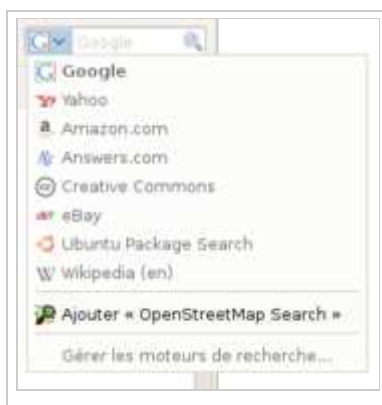 Google
Google
Yahoo
Amazon.com
Answers.com
Creative Commons
eBay
Ubuntu Package Search
Wikipedia (en)
Ajouter « OpenStreetMap Search »
Gérer les moteurs de recherche...